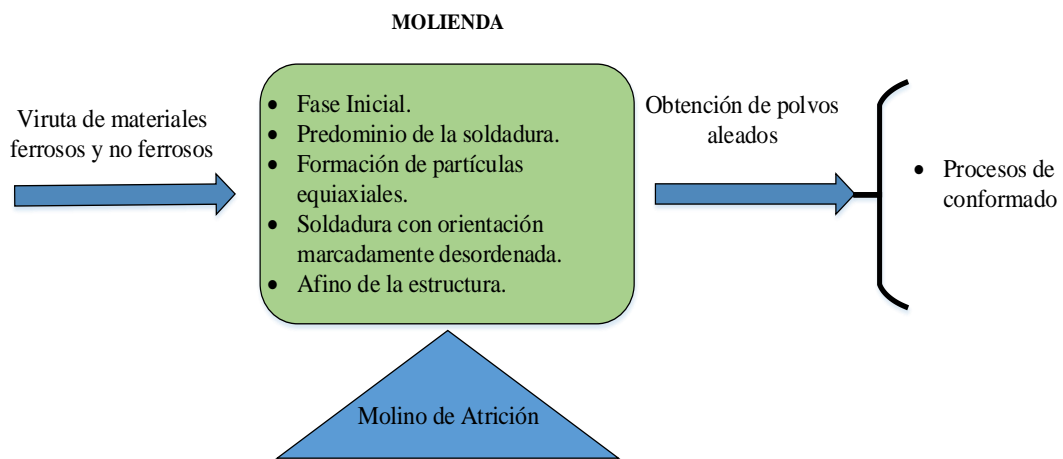 MOLIENDA
Viruta de materiales
ferrosos y no ferrosos
• Fase Inicial.
• Predominio de la soldadura.
• Formación de partículas
equiaxiales.
• Soldadura con orientación
marcadamente desordenada.
• Afino de la estructura.
Obtención de polvos
aleados
• Procesos de
conformado
Molino de Atrición